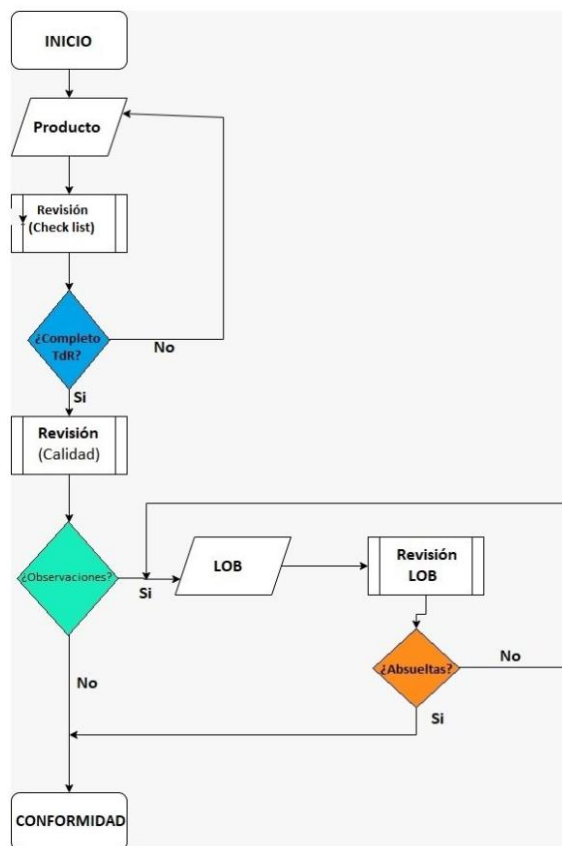 INICIO
Producto
Revisión
(Check list)
¿Completo
TdR?
No
Si
Revisión
(Calidad)
¿Observaciones?
Si
LOB
Revisión
LOB
¿Absueltas?
No
Si
No
CONFORMIDAD